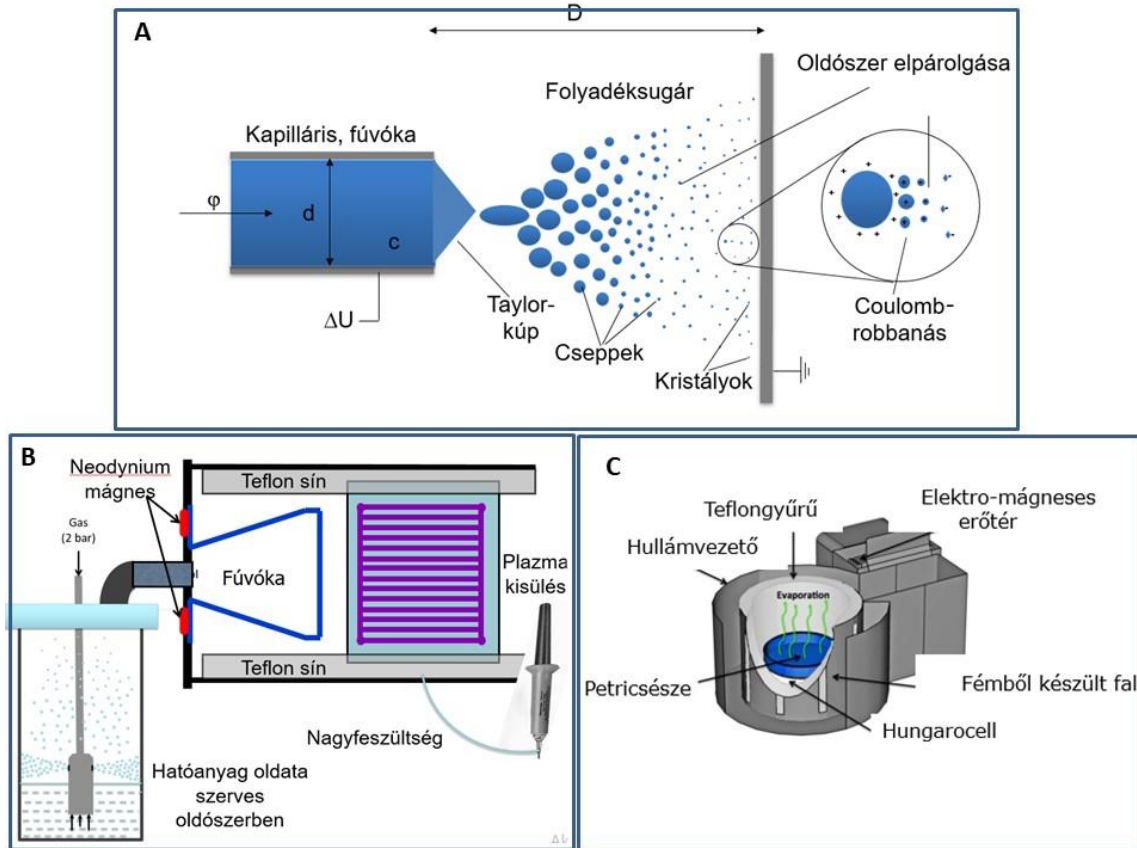 A
D
Oldószer elpárolgása
Folyadéksugár
Kapilláris, fúvóka
φ
d
c
ΔU
Taylor-
kúp
Cseppek
Kristályok
Coulomb-
robbanás
B
Neodynium
mágnes
Gas
(2 bar)
Teflon sín
Fúvóka
Plazma
kisülés
Teflon sín
Nagyfeszültség
Hatóanyag oldata
szerves
oldószerben
C
Elektro-mágneses
erőtér
Teflongyűrű
Hullámvezető
Evaporation
Petricsésze
Fémből készült fal
Hungarocell